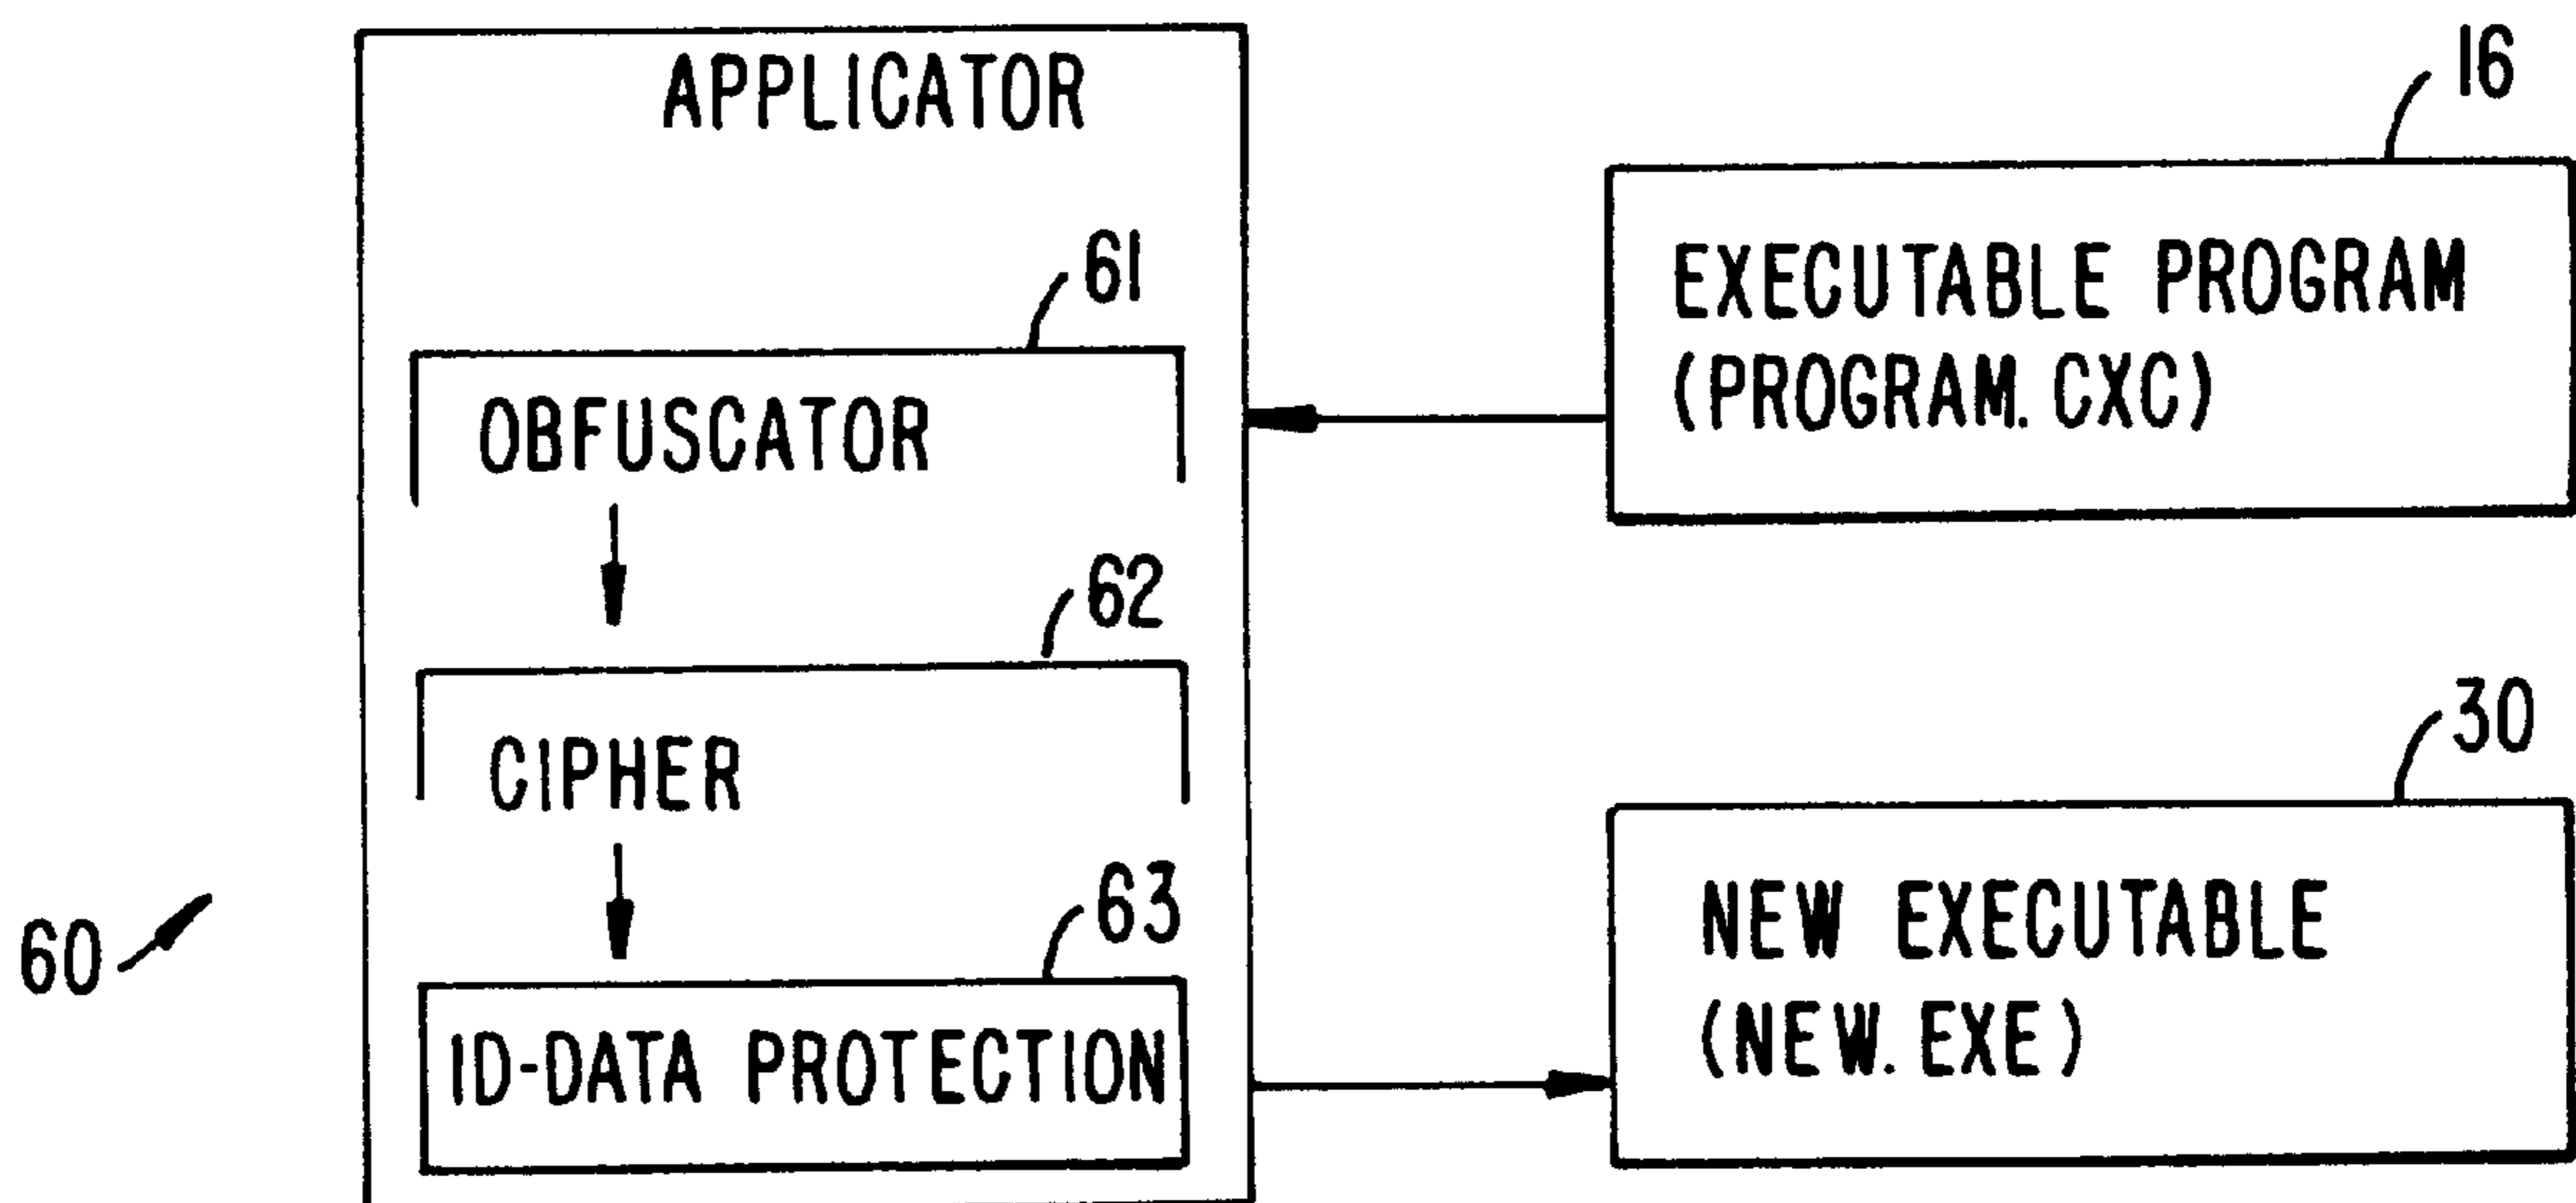 APPLICATOR
16
EXECUTABLE PROGRAM
(PROGRAM. CXC)
61
OBFUSCATOR
62
CIPHER
30
63
NEW EXECUTABLE
(NEW. EXE)
60
ID-DATA PROTECTION